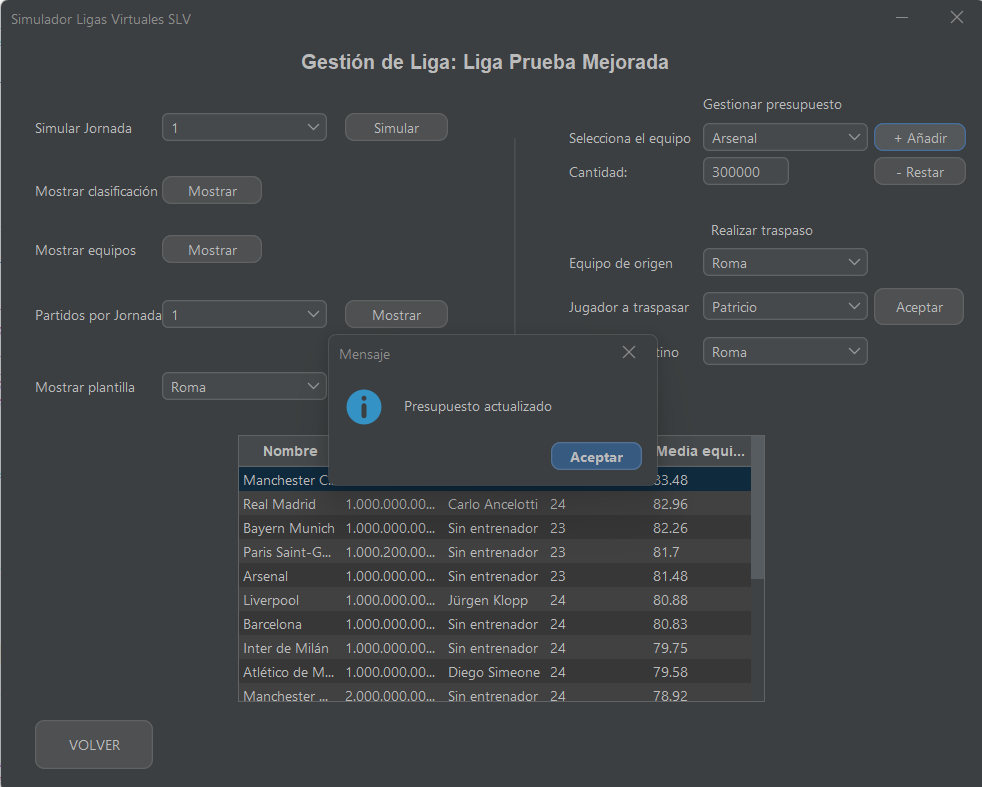 Simulador Ligas Virtuales SLV
Gestión de Liga: Liga Prueba Mejorada
Simular Jornada 1 Simular
Mostrar clasificación Mostrar
Mostrar equipos Mostrar
Partidos por Jornada 1 Mostrar
Mostrar plantilla Roma
Gestionar presupuesto
Selecciona el equipo Arsenal + Añadir
Cantidad: 300000 - Restar
Realizar traspaso
Equipo de origen Roma
Jugador a traspasar Patricio Aceptar
tino Roma
Mensaje
Presupuesto actualizado
Aceptar
Nombre Media equi...
Manchester C... 83.48
Real Madrid 1.000.000.00... Carlo Ancelotti 24 82.96
Bayern Munich 1.000.000.00... Sin entrenador 23 82.26
Paris Saint-G... 1.000.200.00... Sin entrenador 23 81.7
Arsenal 1.000.000.00... Sin entrenador 23 81.48
Liverpool 1.000.000.00... Jürgen Klopp 24 80.88
Barcelona 1.000.000.00... Sin entrenador 24 80.83
Inter de Milán 1.000.000.00... Sin entrenador 24 79.75
Atlético de M... 1.000.000.00... Diego Simeone 24 79.58
Manchester ... 2.000.000.00... Sin entrenador 24 78.92
VOLVER